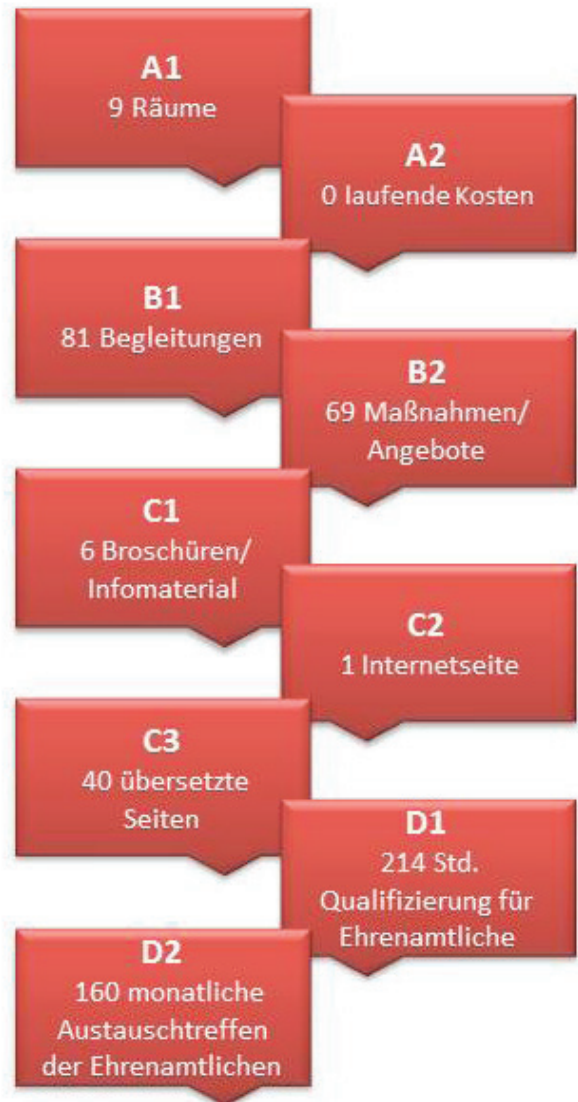 A1
9 Räume
A2
0 laufende Kosten
B1
81 Begleitungen
B2
69 Maßnahmen/
Angebote
C1
6 Broschüren/
Infomaterial
C2
1 Internetseite
C3
40 übersetzte
Seiten
D1
214 Std.
Qualifizierung für
Ehrenamtliche
D2
160 monatliche
Austauschtreffen
der Ehrenamtlichen